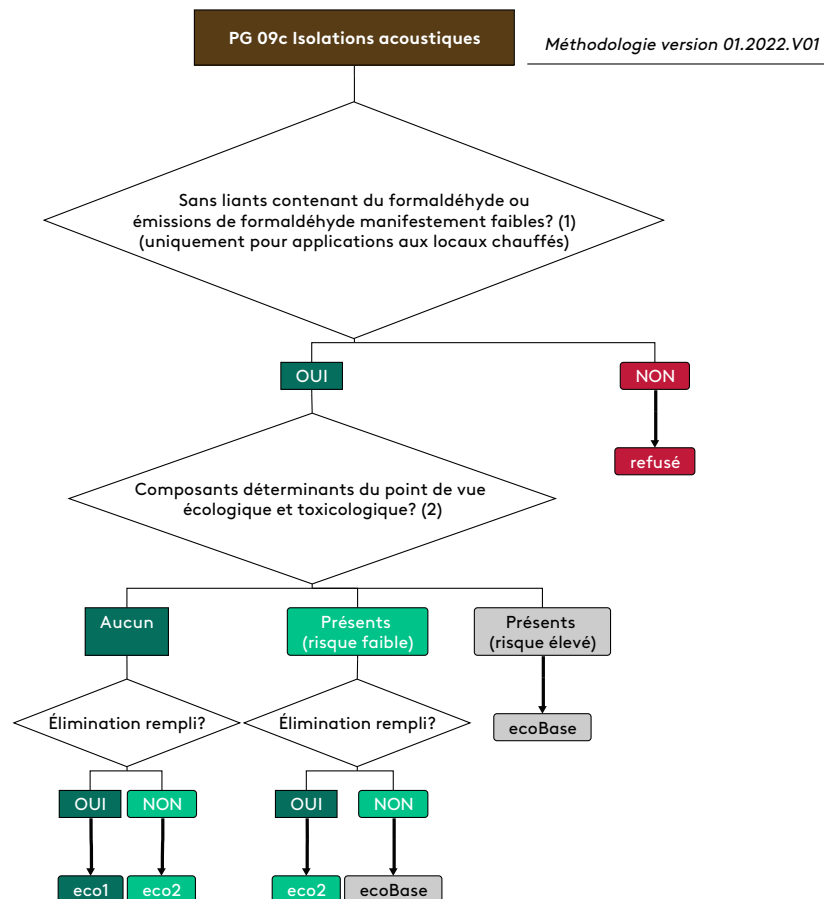 PG 09c Isolations acoustiques
Méthodologie version 01.2022.V01
Sans liants contenant du formaldéhyde ou
émissions de formaldéhyde manifestement faibles? (1)
(uniquement pour applications aux locaux chauffés)
OUI
NON
refusé
Composants déterminants du point de vue
écologique et toxicologique? (2)
Aucun
Présents
(risque faible)
Présents
(risque élevé)
ecoBase
Élimination rempli?
Élimination rempli?
OUI
NON
OUI
NON
eco1
eco2
eco2
ecoBase